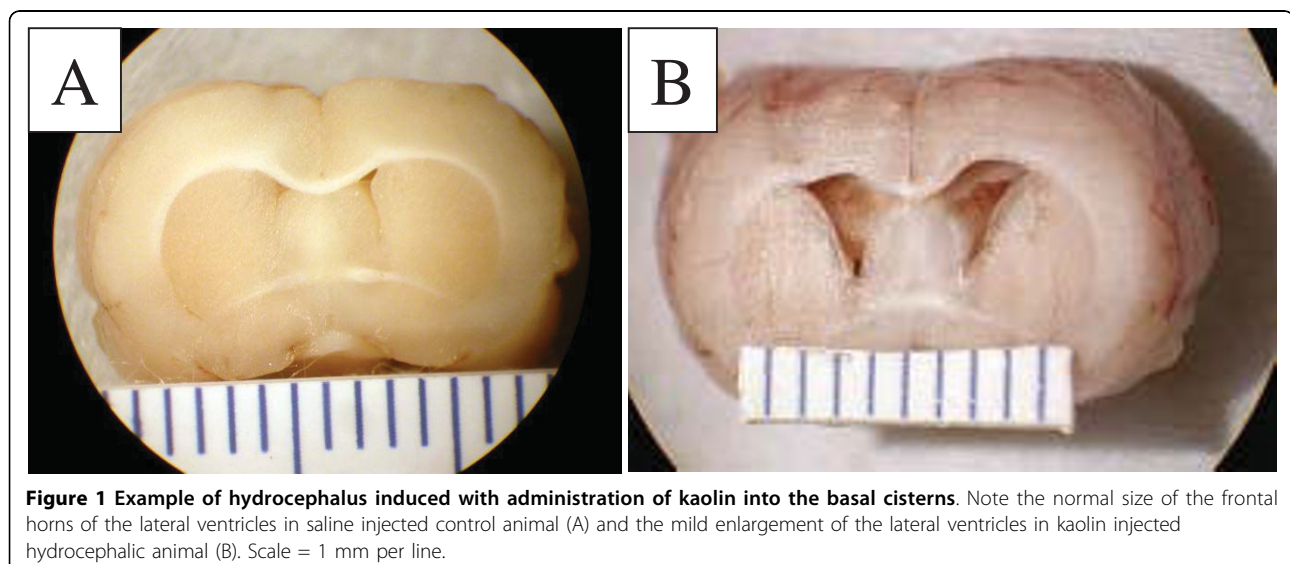 A
B
Figure 1 Example of hydrocephalus induced with administration of kaolin into the basal cisterns. Note the normal size of the frontal
horns of the lateral ventricles in saline injected control animal (A) and the mild enlargement of the lateral ventricles in kaolin injected
hydrocephalic animal (B). Scale = 1 mm per line.